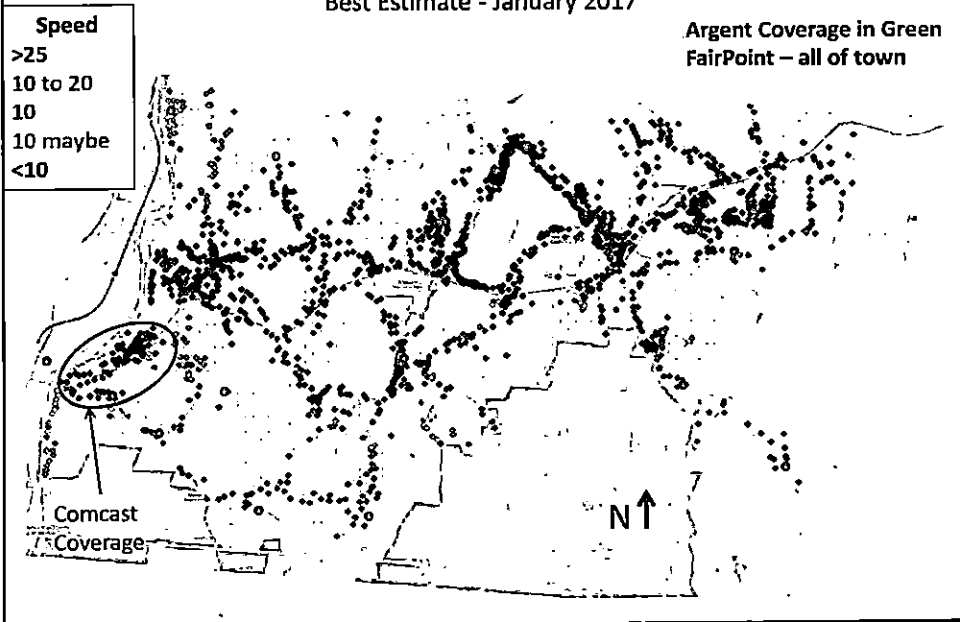 Best Estimate - January 2017
Speed
>25
10 to 20
10
10 maybe
<10
Argent Coverage in Green
FairPoint – all of town
Comcast
Coverage
N